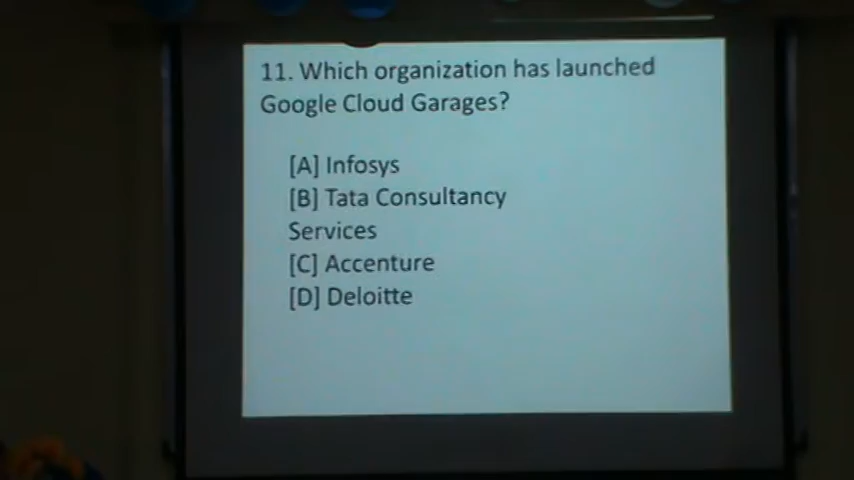 11. Which organization has launched
Google Cloud Garages?
[A] Infosys
[B] Tata Consultancy
Services
[C] Accenture
[D] Deloitte